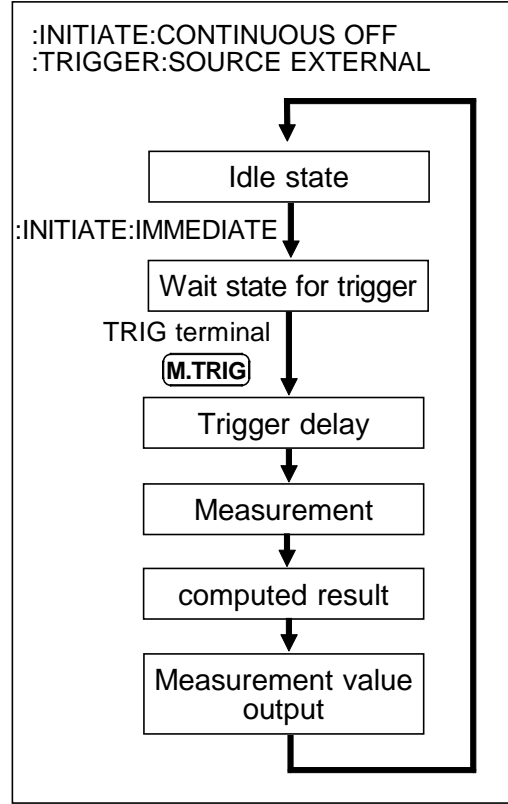 :INITIATE:CONTINUOUS OFF
:TRIGGER:SOURCE EXTERNAL
Idle state
:INITIATE:IMMEDIATE
Wait state for trigger
TRIG terminal
M.TRIG
Trigger delay
Measurement
computed result
Measurement value
output